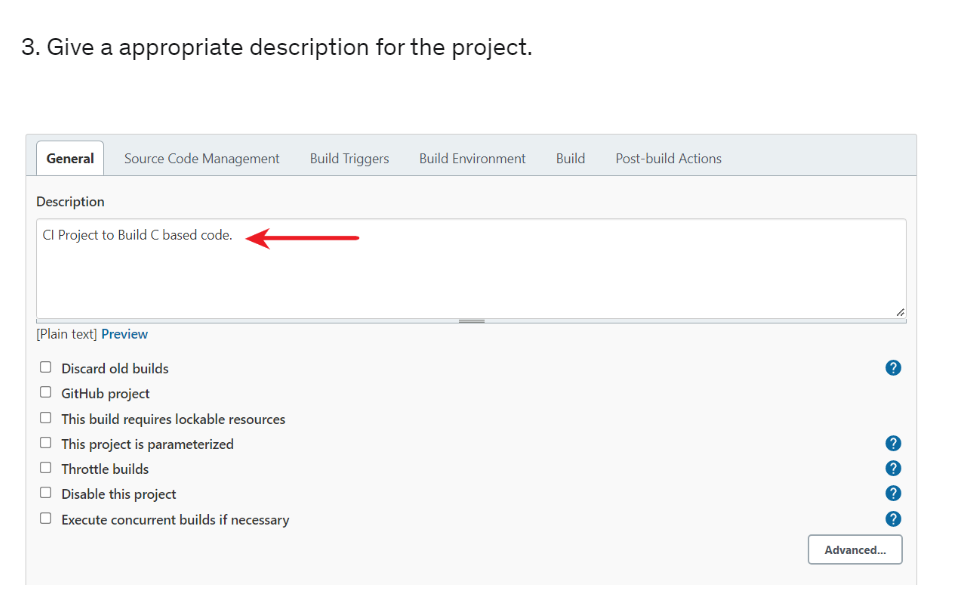 3. Give a appropriate description for the project.
General Source Code Management Build Triggers Build Environment Build Post-build Actions
Description
CI Project to Build C based code.
[Plain text] Preview
Discard old builds ?
GitHub project
This build requires lockable resources
This project is parameterized ?
Throttle builds ?
Disable this project ?
Execute concurrent builds if necessary ?
Advanced...